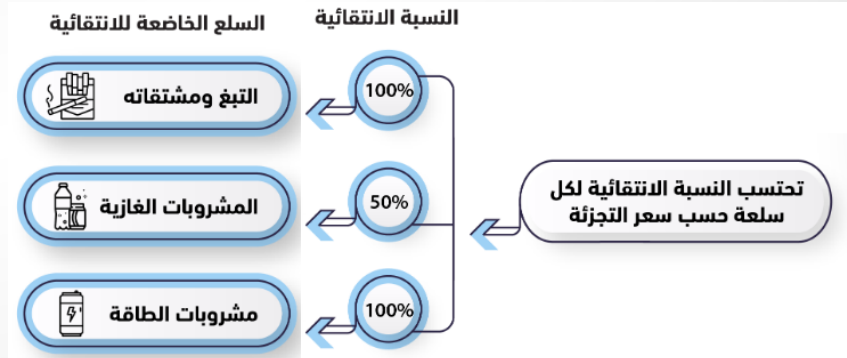 تحتسب النسبة الانتقائية لكل
سلعة حسب سعر التجزئة
النسبة الانتقائية
السلع الخاضعة للانتقائية
100%
التبغ ومشتقاته
50%
المشروبات الغازية
100%
مشروبات الطاقة